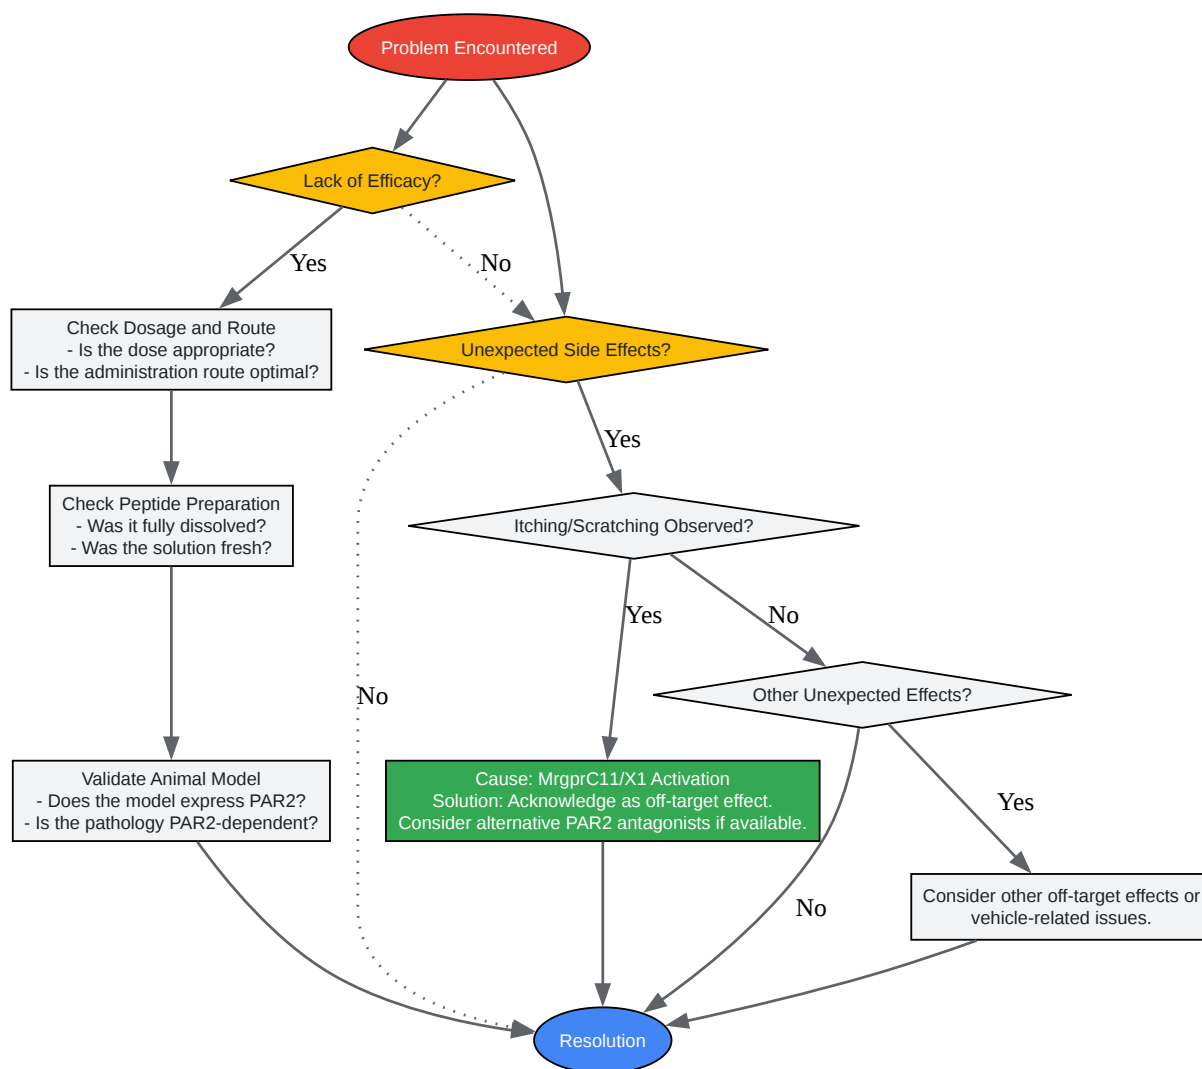 Problem Encountered
Lack of Efficacy?
Yes
No
Check Dosage and Route
- Is the dose appropriate?
- Is the administration route optimal?
Unexpected Side Effects?
Yes
Check Peptide Preparation
- Was it fully dissolved?
- Was the solution fresh?
Itching/Scratching Observed?
Yes
No
No
Other Unexpected Effects?
Validate Animal Model
- Does the model express PAR2?
- Is the pathology PAR2-dependent?
Cause: MrgprC11/X1 Activation
Solution: Acknowledge as off-target effect.
Consider alternative PAR2 antagonists if available.
Yes
No
Consider other off-target effects or
vehicle-related issues.
Resolution